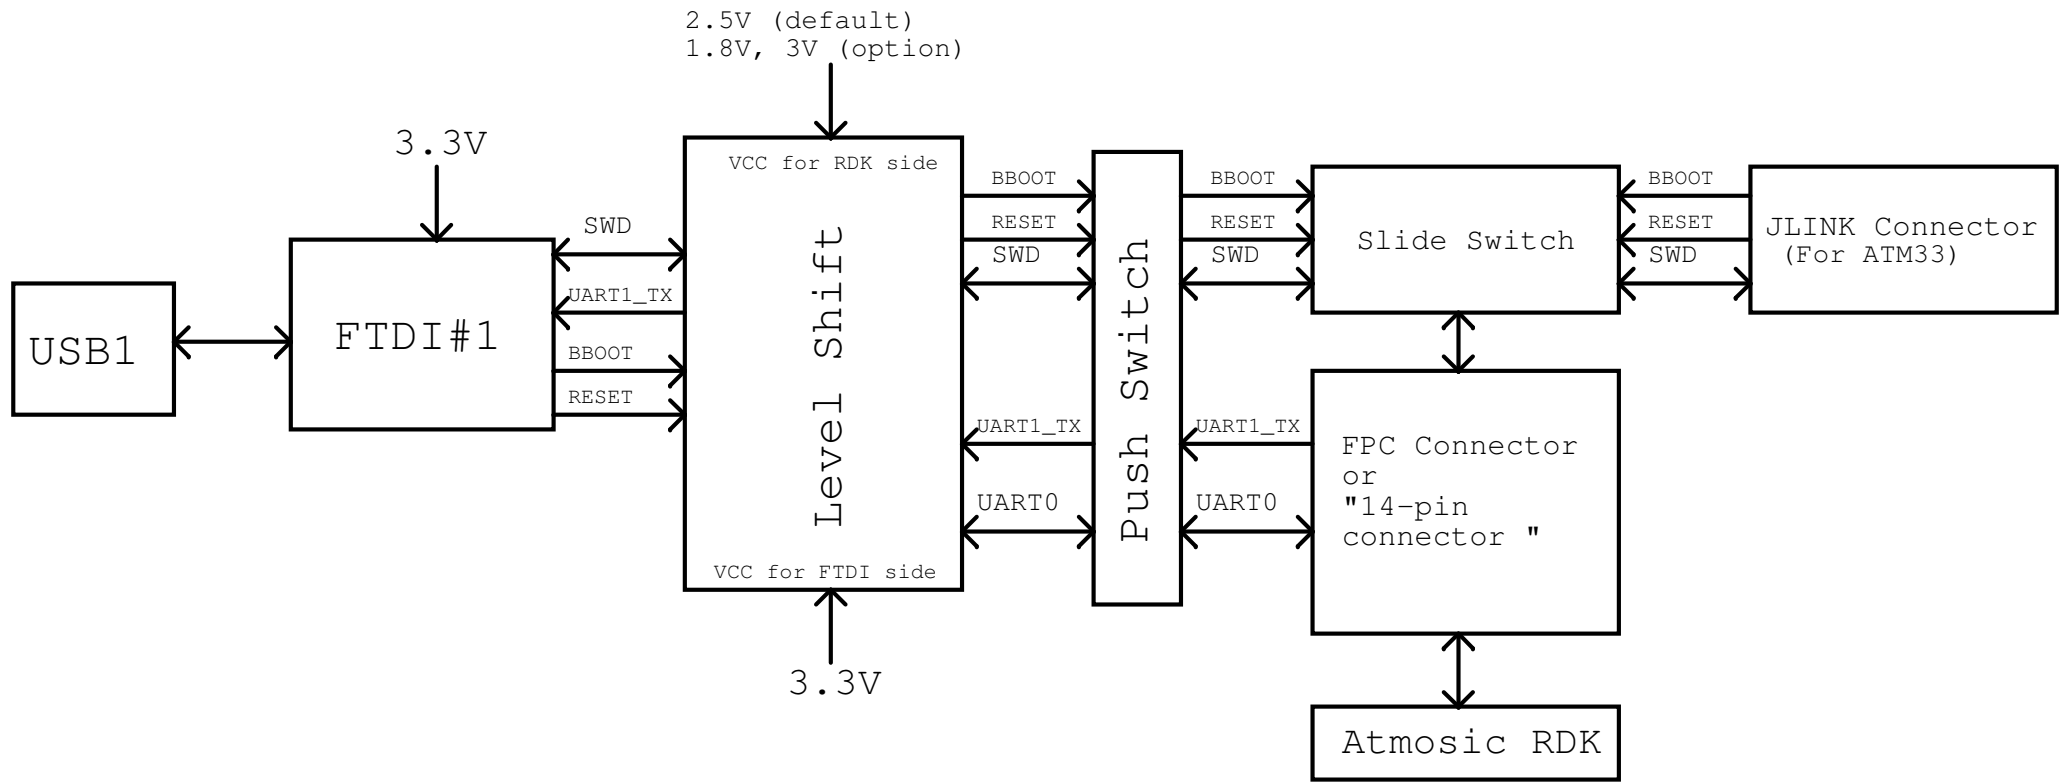 2.5V (default)
1.8V, 3V (option)
3.3V
USB1
FTDI#1
SWD
UART1_TX
BBOOT
RESET
VCC for RDK side
Level Shift
VCC for FTDI side
3.3V
BBOOT
RESET
SWD
UART1_TX
UART0
Push Switch
BBOOT
RESET
SWD
UART1_TX
UART0
Slide Switch
BBOOT
RESET
SWD
JLINK Connector
(For ATM33)
FPC Connector
or
"14-pin
connector "
Atmosic RDK